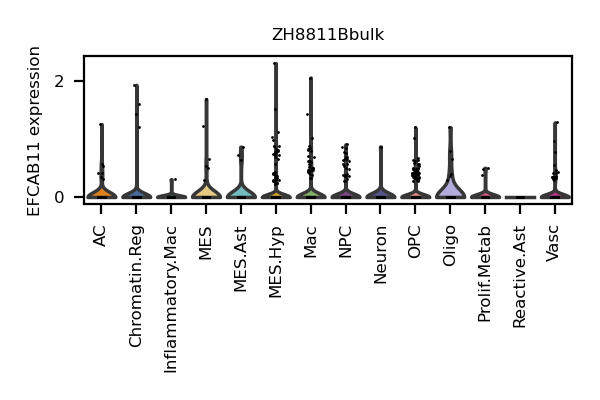 ZH8811Bbulk
EFCAB11 expression
2
0
AC
Chromatin.Reg
Inflammatory.Mac
MES
MES.Ast
MES.Hyp
Mac
NPC
Neuron
OPC
Oligo
Prolif.Metab
Reactive.Ast
Vasc